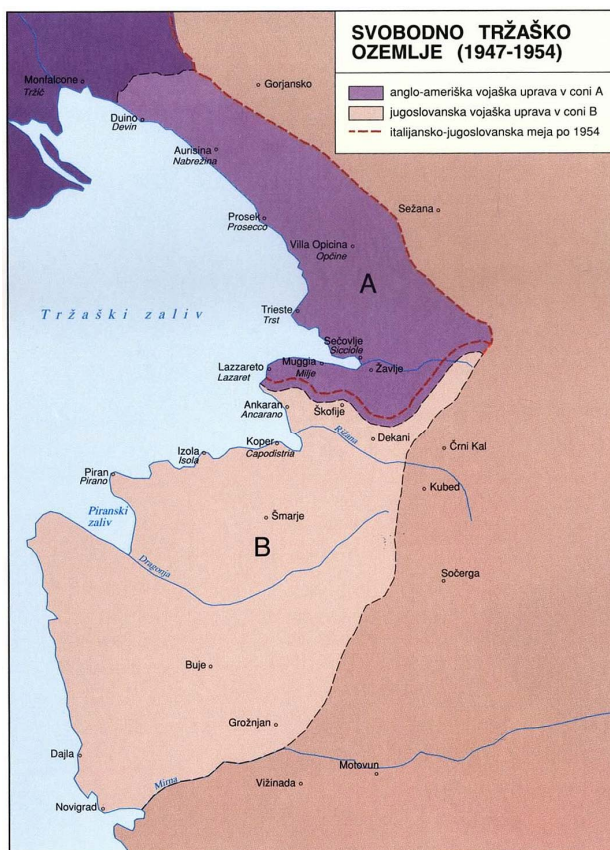 SVOBODNO TRŽAŠKO
OZEMLJE (1947-1954)
anglo-ameriška vojaška uprava v coni A
jugoslovanska vojaška uprava v coni B
italijansko-jugoslovanska meja po 1954
Monfalcone
Tržič
Gorjansko
Duino
Devin
Aurisina
Nabrežina
Sežana
Prosek
Prosecco
Villa Opicina
Opčine
A
Tržaški zaliv
Trieste
Trst
Sečovlje
Sicciole
Muggia
Milje
Žavlje
Lazzareto
Lazaret
Ankaran
Ancarano
Škofije
Rižana
Dekani
Črni Kal
Koper
Capodistria
Izola
Isola
Piran
Pirano
Kubed
Piranski
zaliv
Šmarje
B
Dragonja
Sočerga
Buje
Grožnjan
Dajla
Motovun
Mirna
Vižinada
Novigrad